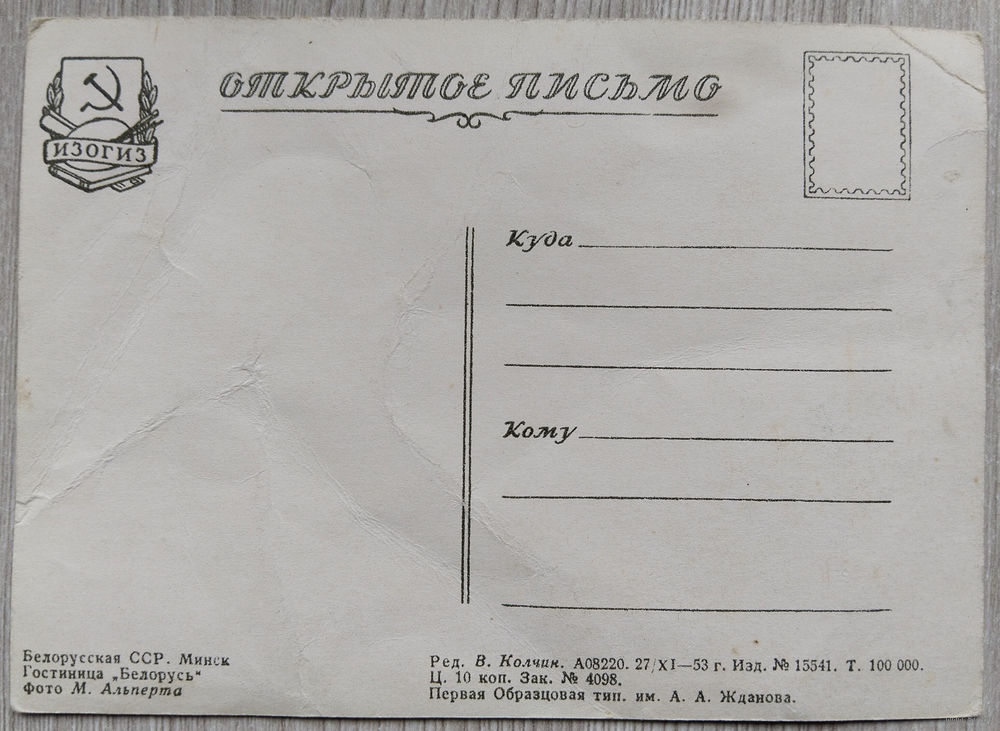 ОТКРЫТОЕ ПИСЬМО
ИЗОГИЗ
Куда
Кому
Белорусская ССР. Минск
Гостиница „Белорусь“
Фото М. Альперта
Ред. В. Колчин. А08220. 27/XI—53 г. Изд. № 15541. Т. 100 000.
Ц. 10 коп. Зак. № 4098.
Первая Образцовая тип. им. А. А. Жданова.